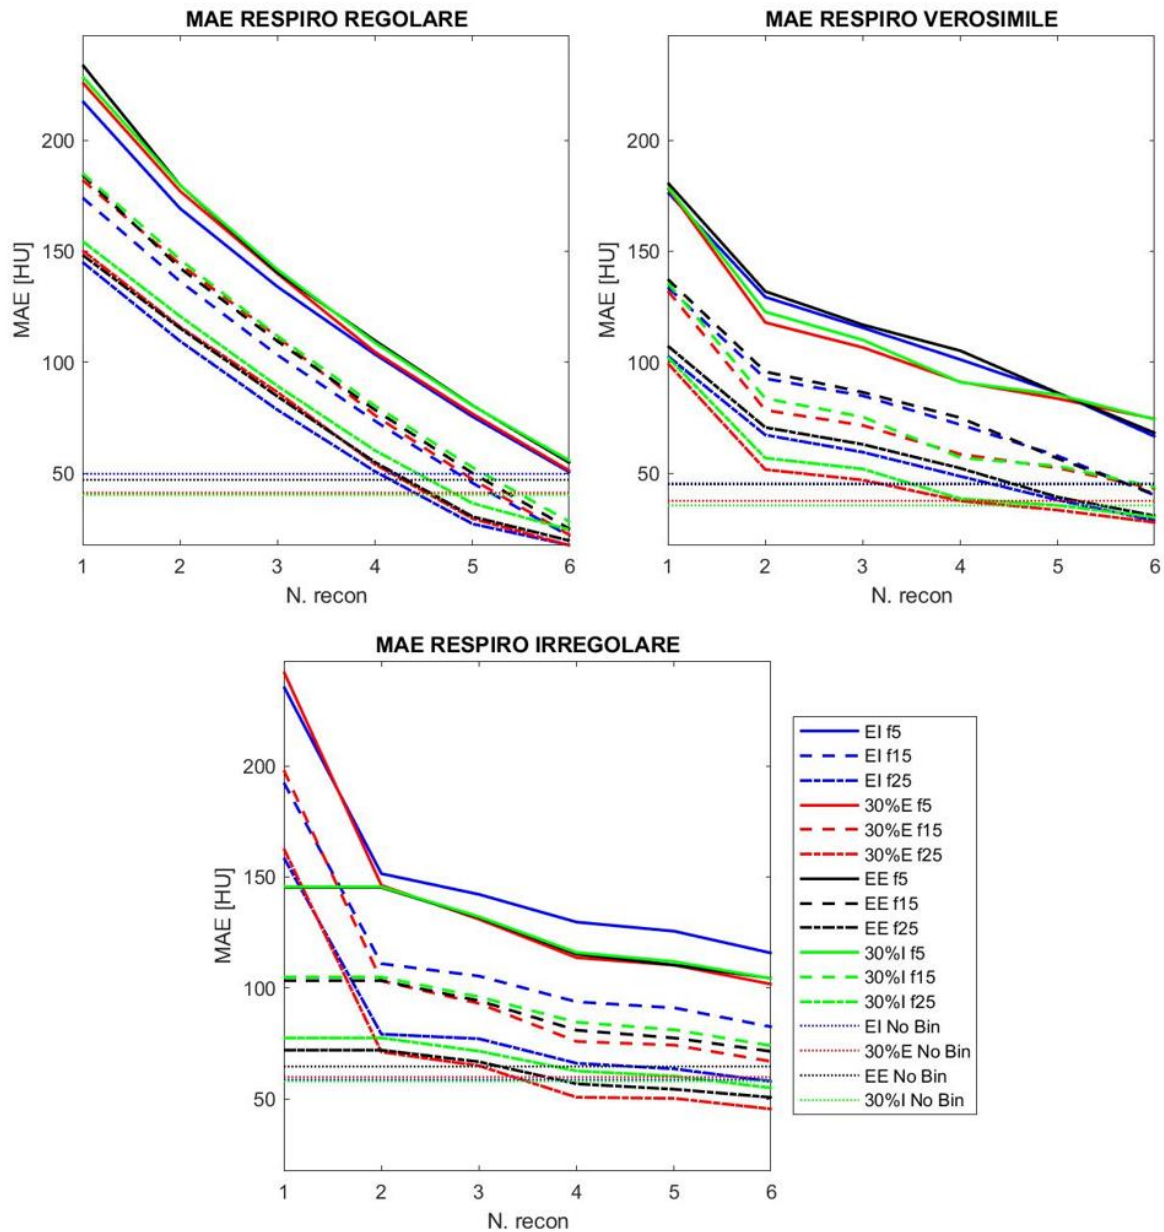 MAE RESPIRO REGOLARE
MAE [HU]
200
150
100
50
1 2 3 4 5 6
N. recon
MAE RESPIRO VEROSIMILE
MAE [HU]
200
150
100
50
1 2 3 4 5 6
N. recon
MAE RESPIRO IRREGOLARE
MAE [HU]
200
150
100
50
1 2 3 4 5 6
N. recon
EI f5
EI f15
EI f25
30%E f5
30%E f15
30%E f25
EE f5
EE f15
EE f25
30%I f5
30%I f15
30%I f25
EI No Bin
30%E No Bin
EE No Bin
30%I No Bin